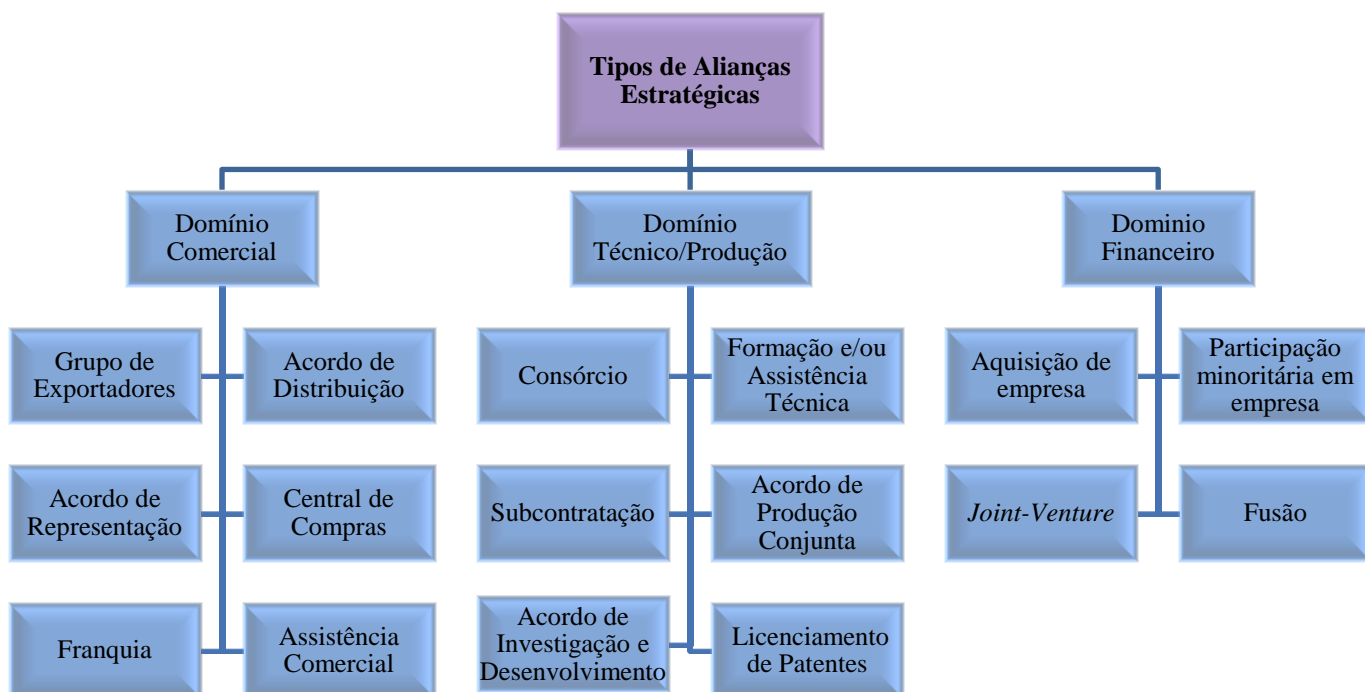 Tipos de Alianças
Estratégicas
Domínio
Comercial
Domínio
Técnico/Produção
Dominio
Financeiro
Grupo de
Exportadores
Acordo de
Distribuição
Consórcio
Formação e/ou
Assistência
Técnica
Aquisição de
empresa
Participação
minoritária em
empresa
Acordo de
Representação
Central de
Compras
Subcontratação
Acordo de
Produção
Conjunta
Joint-Venture
Fusão
Franquia
Assistência
Comercial
Acordo de
Investigação e
Desenvolvimento
Licenciamento
de Patentes